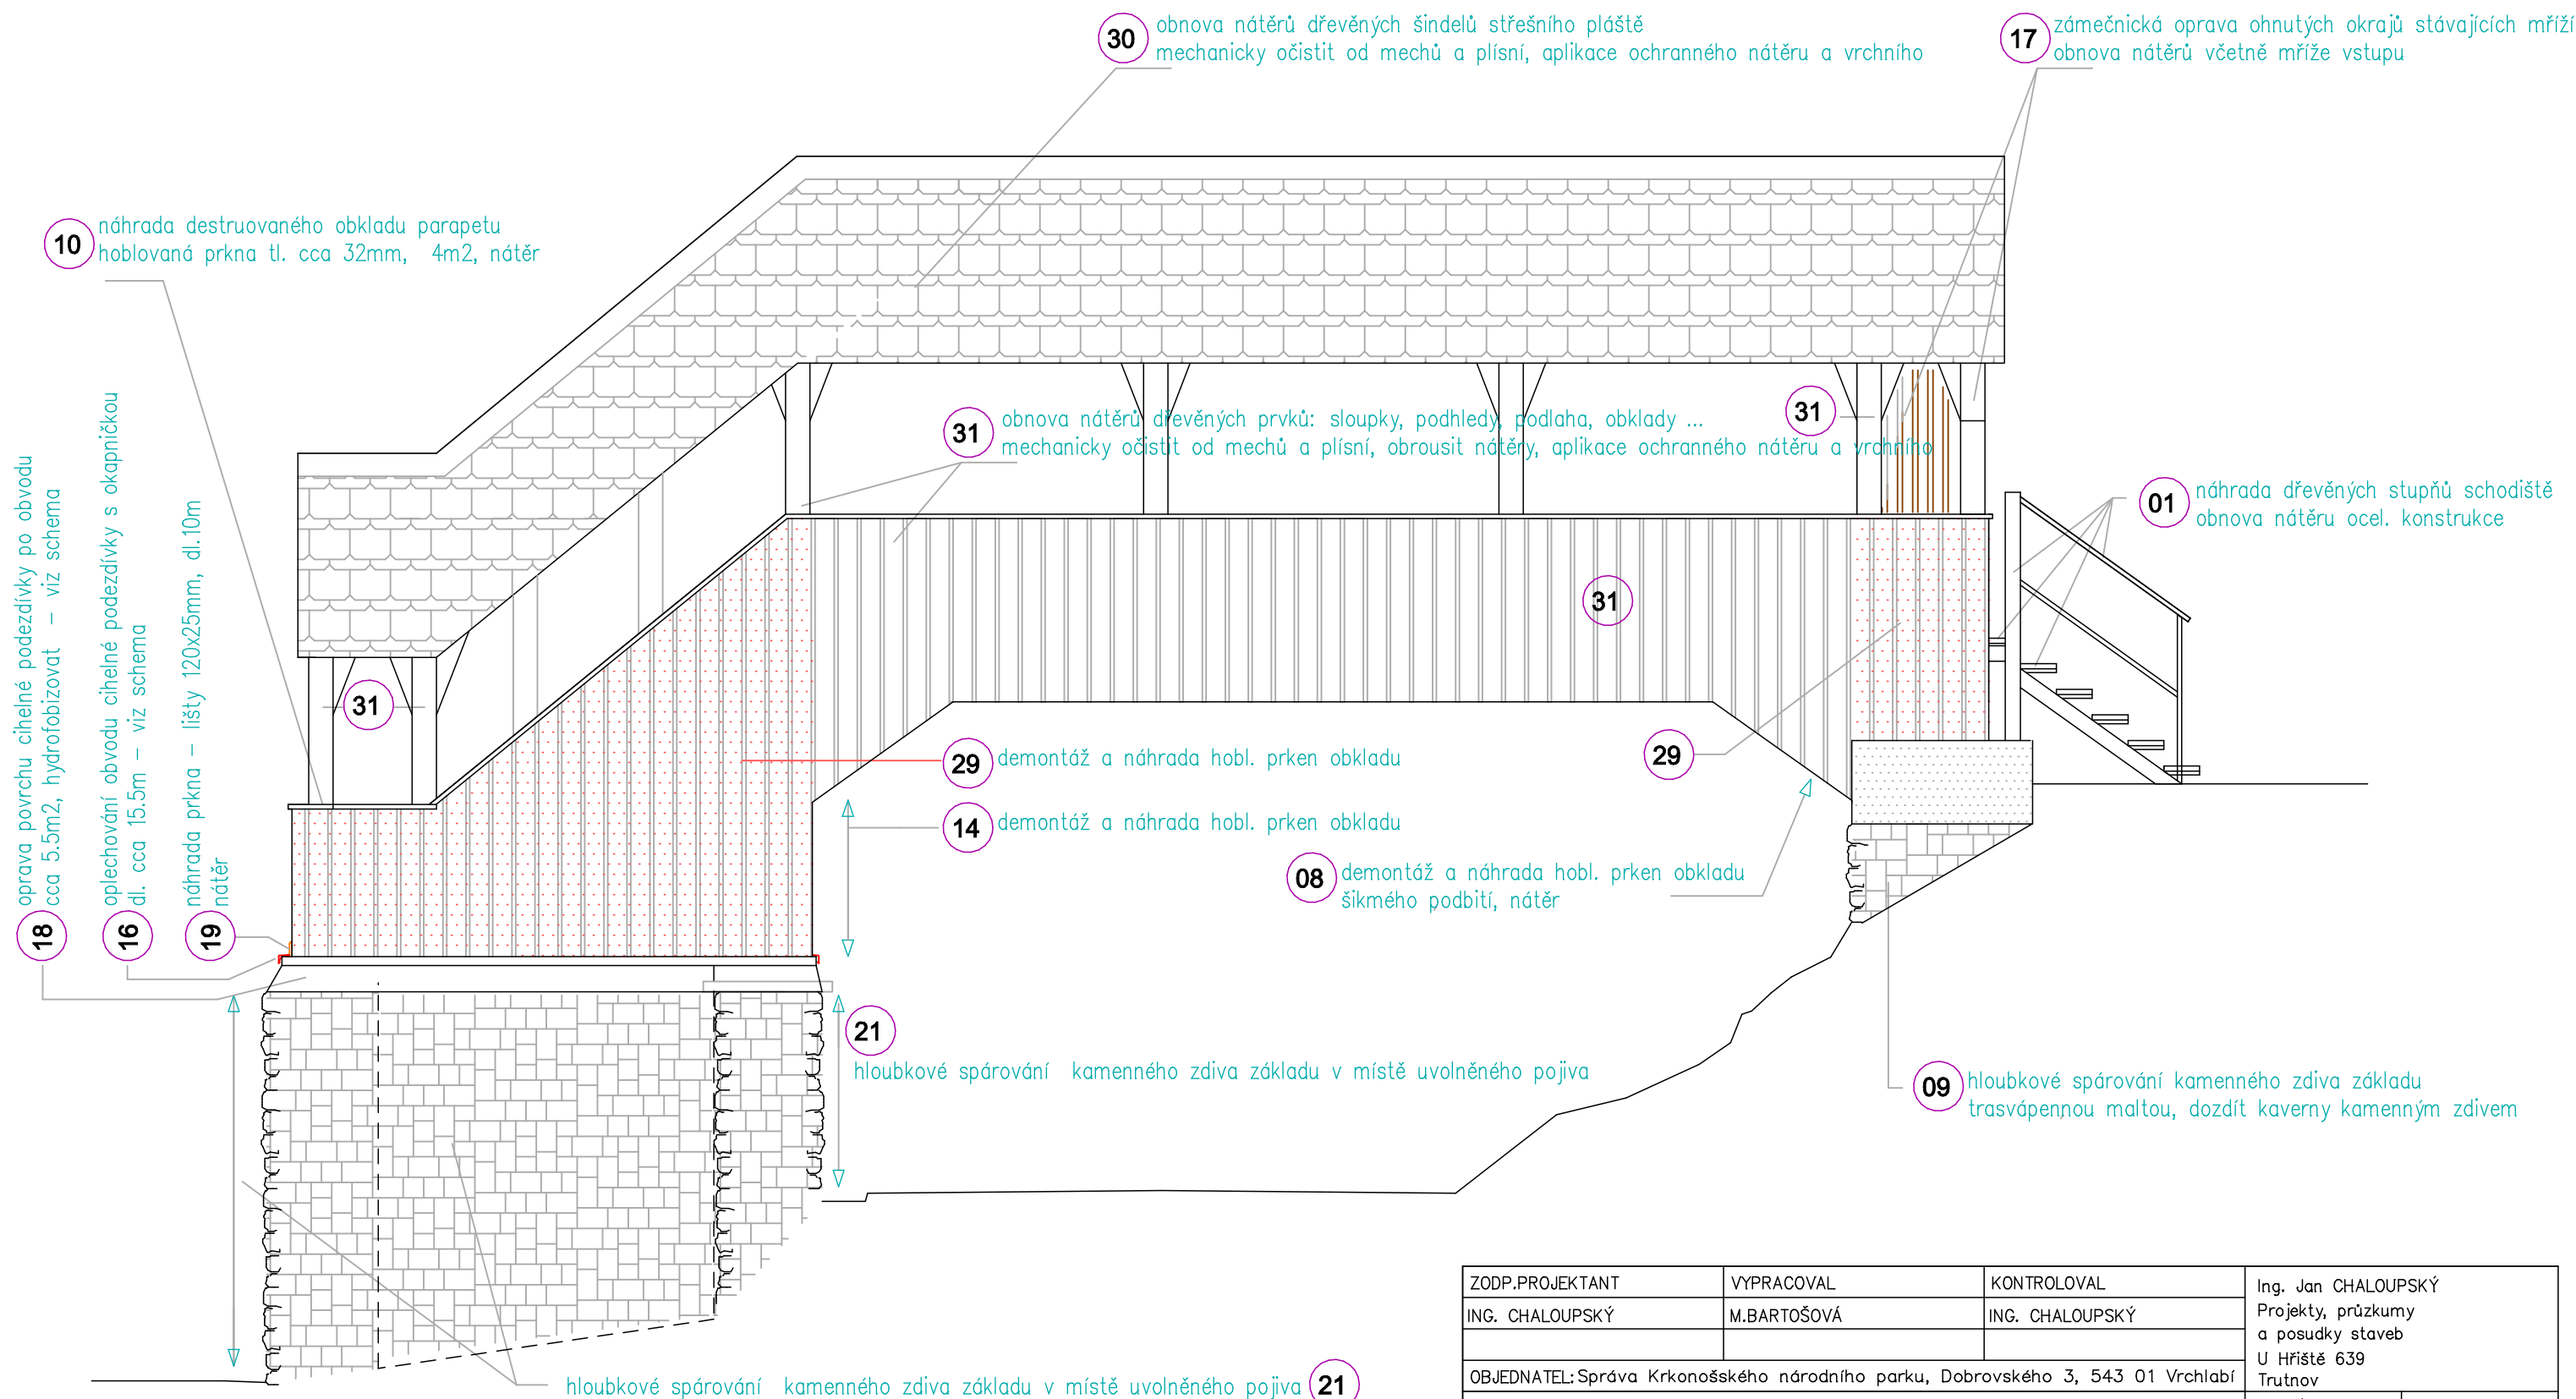 30
obnova nátěrů dřevěných šindelů střešního pláště
mechanicky očistit od mechů a plísní, aplikace ochranného nátěru a vrchního
17
zámečnická oprava ohnutých okrajů stávajících mříží
obnova nátěrů včetně mříže vstupu
10
náhrada destruovaného obkladu parapetu
hoblovaná prkna tl. cca 32mm, 4m2, nátěr
31
obnova nátěrů dřevěných prvků: sloupky, podhledy, podlaha, obklady ...
mechanicky očistit od mechů a plísní, obrousit nátěry, aplikace ochranného nátěru a vrchního
31
01
náhrada dřevěných stupňů schodiště
obnova nátěru ocel. konstrukce
31
31
18
oprava povrchu cihelné podezdívky po obvodu
cca 5.5m2, hydrofobizovat – viz schema
16
oplechování obvodu cihelné podezdívky s okapničkou
dl. cca 15.5m – viz schema
19
náhrada prkna – lišty 120x25mm, dl.10m
nátěr
29
demontáž a náhrada hobl. prken obkladu
29
14
demontáž a náhrada hobl. prken obkladu
08
demontáž a náhrada hobl. prken obkladu
šikmého podbití, nátěr
21
hloubkové spárování kamenného zdiva základu v místě uvolněného pojiva
09
hloubkové spárování kamenného zdiva základu
trasvápennou maltou, dozdít kaverny kamenným zdivem
hloubkové spárování kamenného zdiva základu v místě uvolněného pojiva
21
ZODP.PROJEKTANT VYPRACOVAL KONTROLOVAL
ING. CHALOUPSKÝ M.BARTOŠOVÁ ING. CHALOUPSKÝ
OBJEDNATEL: Správa Krkonošského národního parku, Dobrovského 3, 543 01 Vrchlabí
Ing. Jan CHALOUPSKÝ
Projekty, průzkumy
a posudky staveb
U Hřiště 639
Trutnov